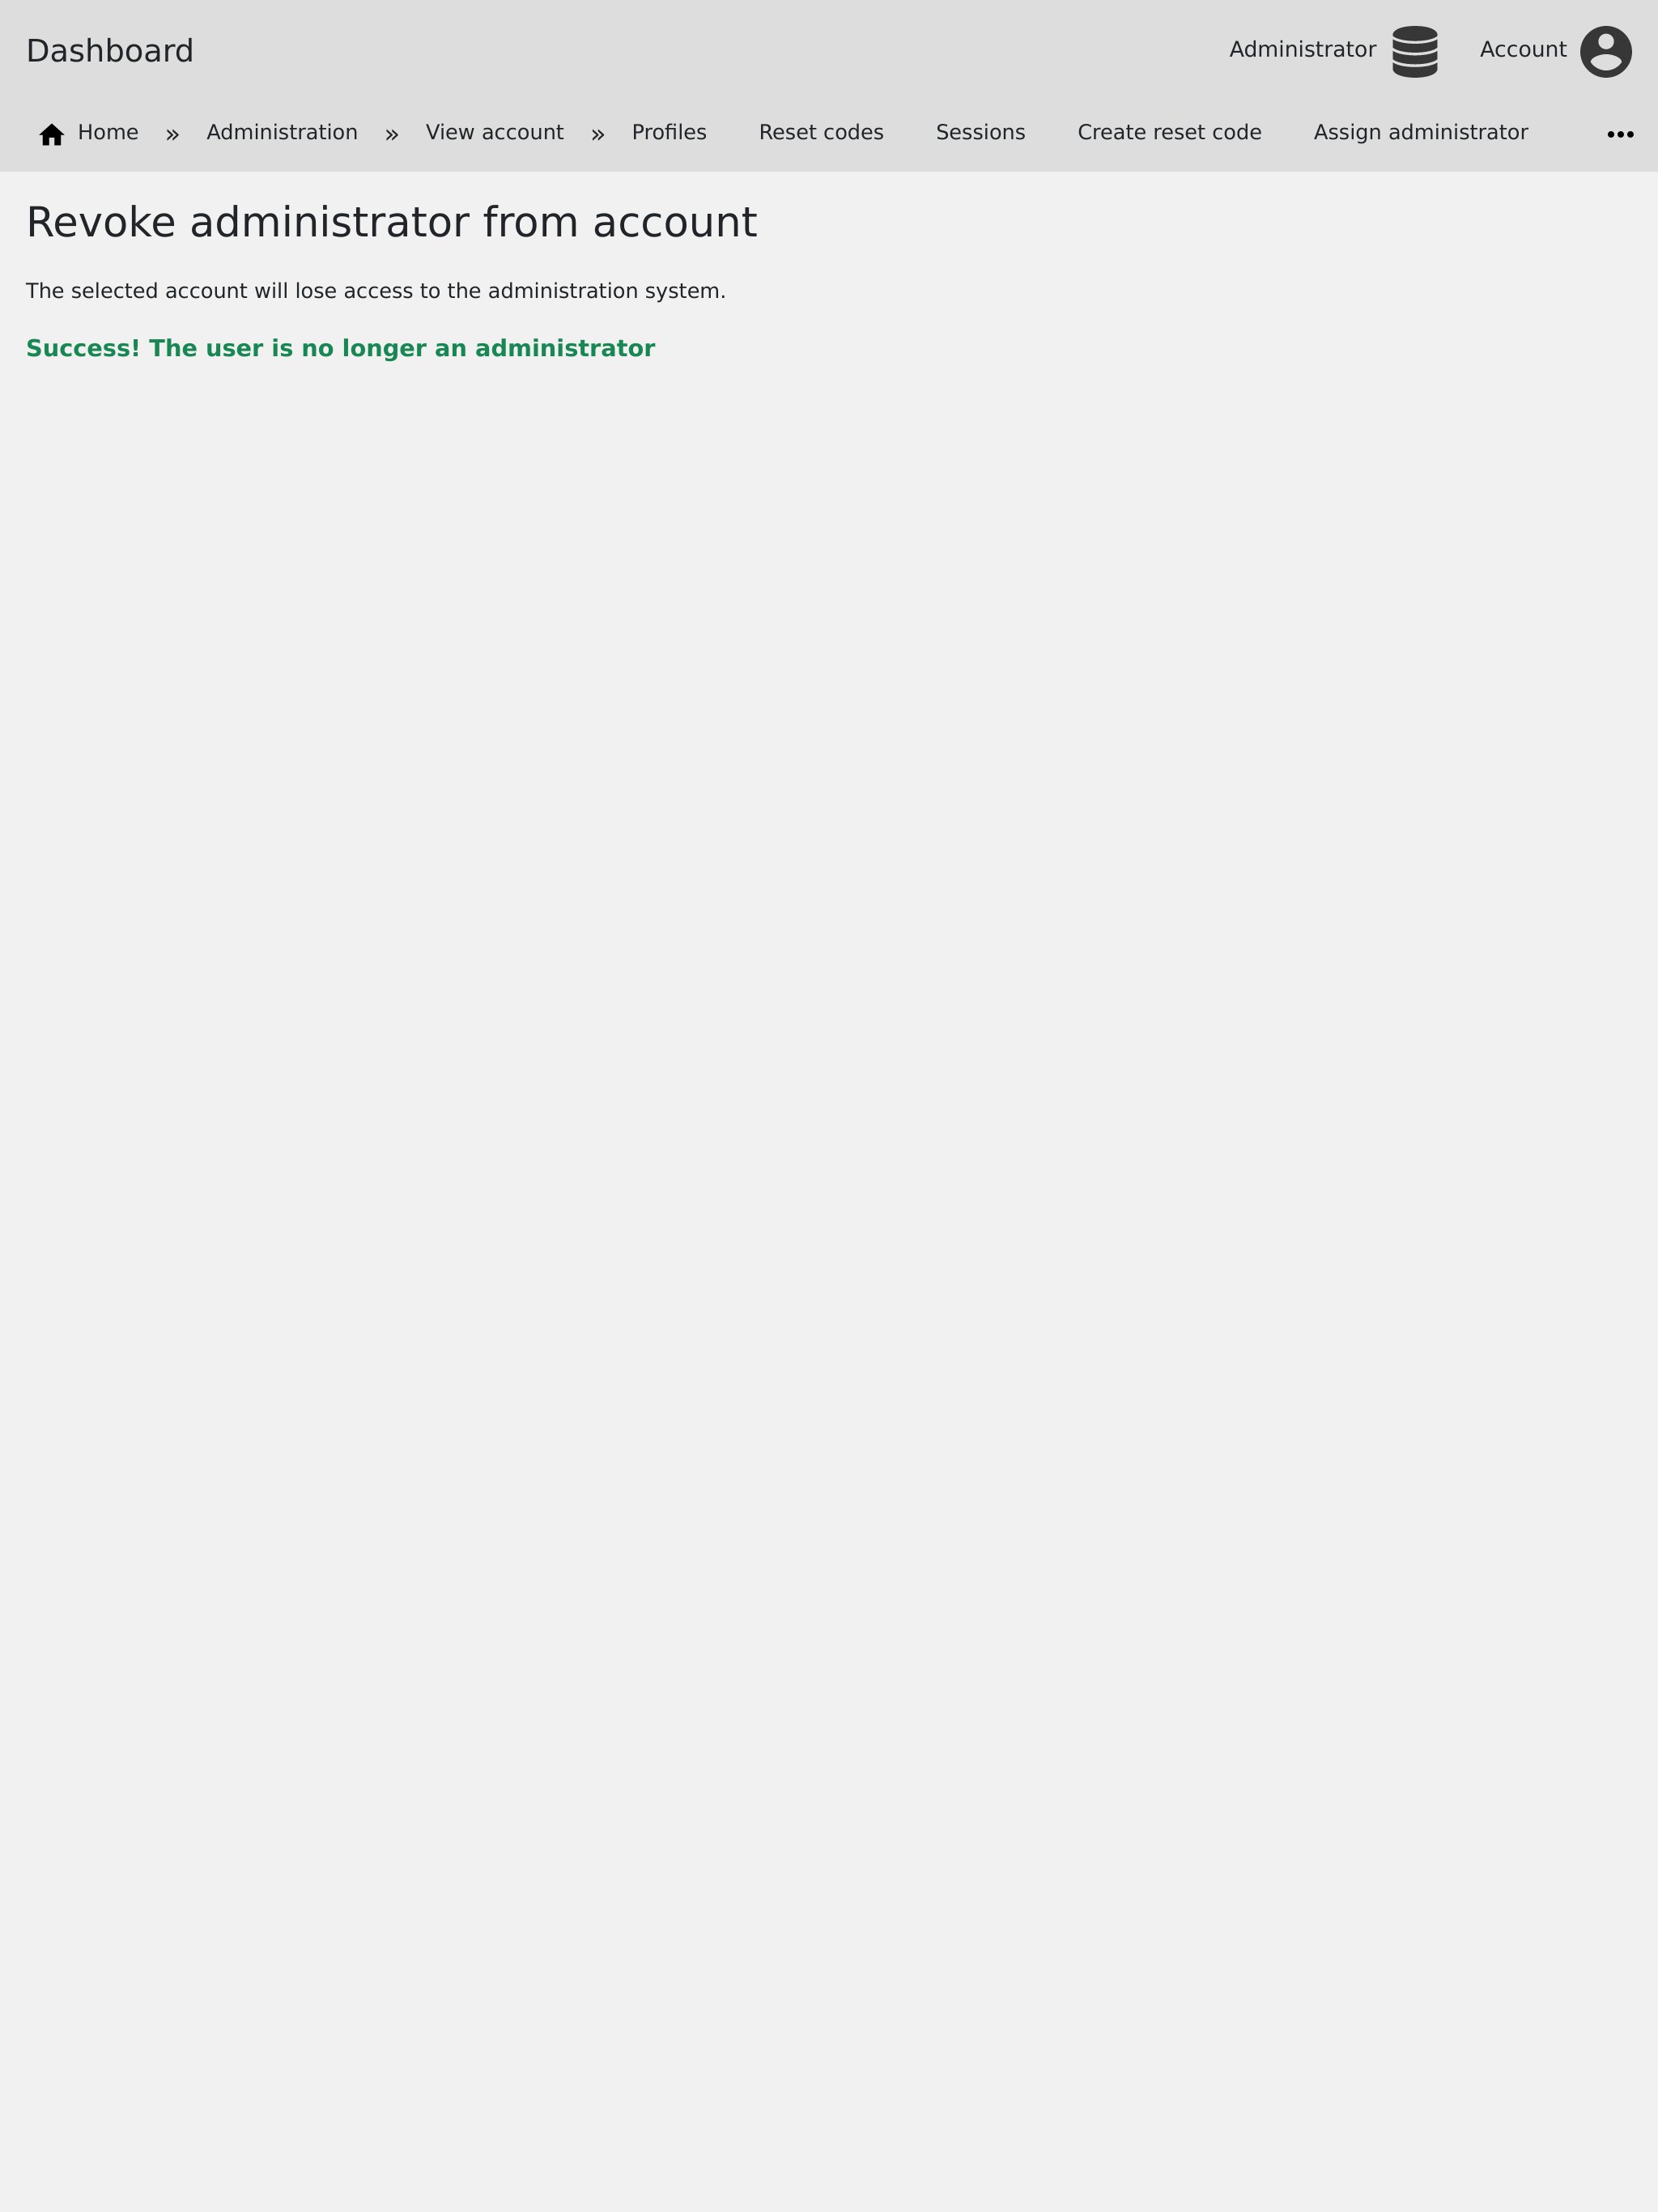 Dashboard Administrator Account
Home » Administration » View account » Profiles Reset codes Sessions Create reset code Assign administrator •••
Revoke administrator from account
The selected account will lose access to the administration system.
Success! The user is no longer an administrator